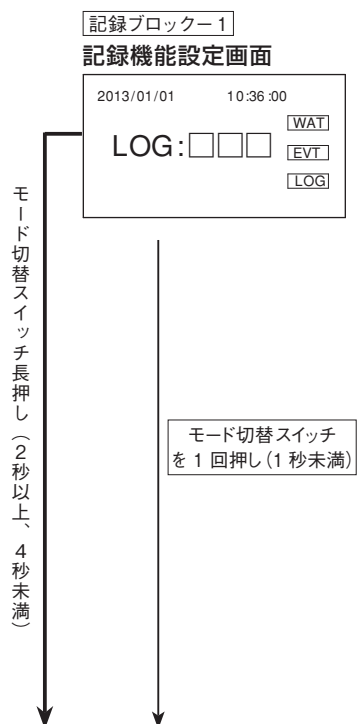 記録ブロックー1
記録機能設定画面
2013/01/01 10:36:00
WAT
LOG:□□□
EVT
LOG
モード切替スイッチ長押し（2秒以上、4秒未満）
モード切替スイッチ
を1回押し（1秒未満）